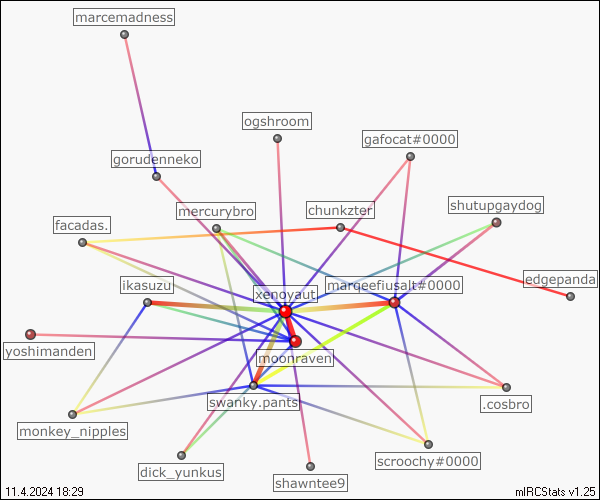 marcemadness
ogshroom
gafocat#0000
gorudenneko
mercurybro
chunkzter
shutupgaydog
facadas.
ikasuzu
xenoyaut
marqeefiusalt#0000
edgepanda
yoshimanden
moonraven
swanky.pants
.cosbro
monkey_nipples
dick_yunkus
shawntee9
scroochy#0000
11.4.2024 18:29
mIRCStats v1.25